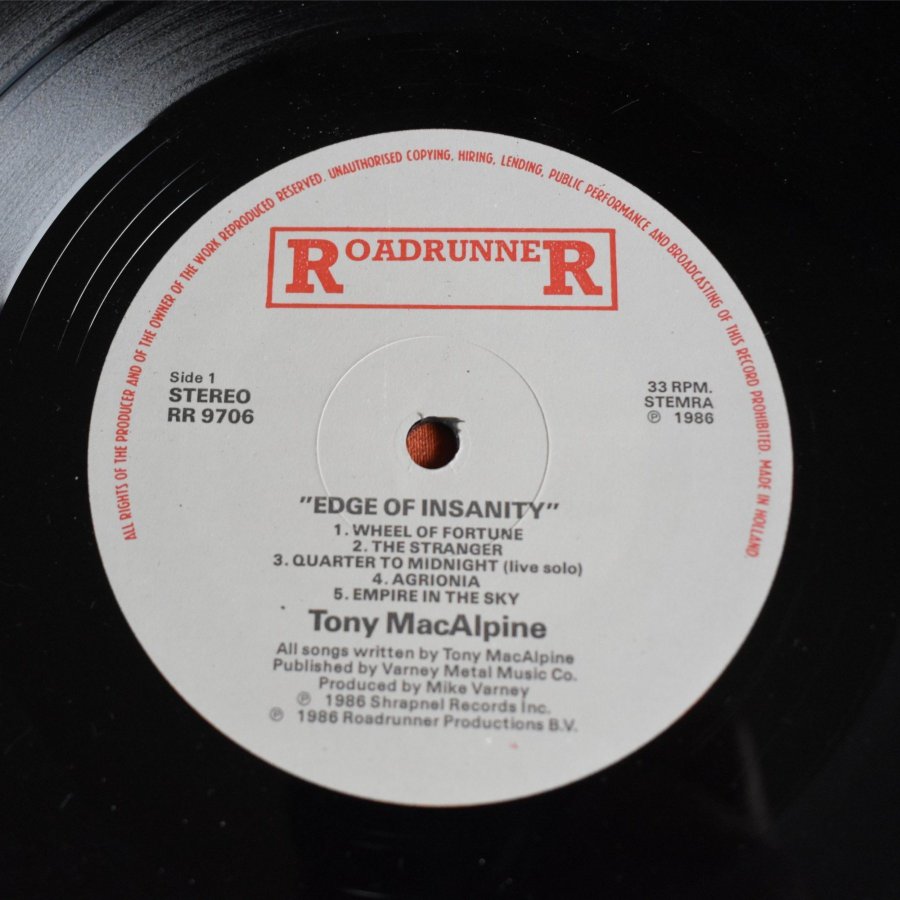 ALL RIGHTS OF THE PRODUCER AND OF THE OWNER OF THE WORK REPRODUCED RESERVED. UNAUTHORISED COPYING, HIRING, LENDING, PUBLIC PERFORMANCE AND BROADCASTING OF THIS RECORD PROHIBITED. MADE IN HOLLAND.
ROADRUNNER
Side 1
STEREO
RR 9706
33 RPM.
STEMRA
℗ 1986
"EDGE OF INSANITY"
1. WHEEL OF FORTUNE
2. THE STRANGER
3. QUARTER TO MIDNIGHT (live solo)
4. AGRIONIA
5. EMPIRE IN THE SKY
Tony MacAlpine
All songs written by Tony MacAlpine
Published by Varney Metal Music Co.
Produced by Mike Varney
℗ 1986 Shrapnel Records Inc.
℗ 1986 Roadrunner Productions B.V.